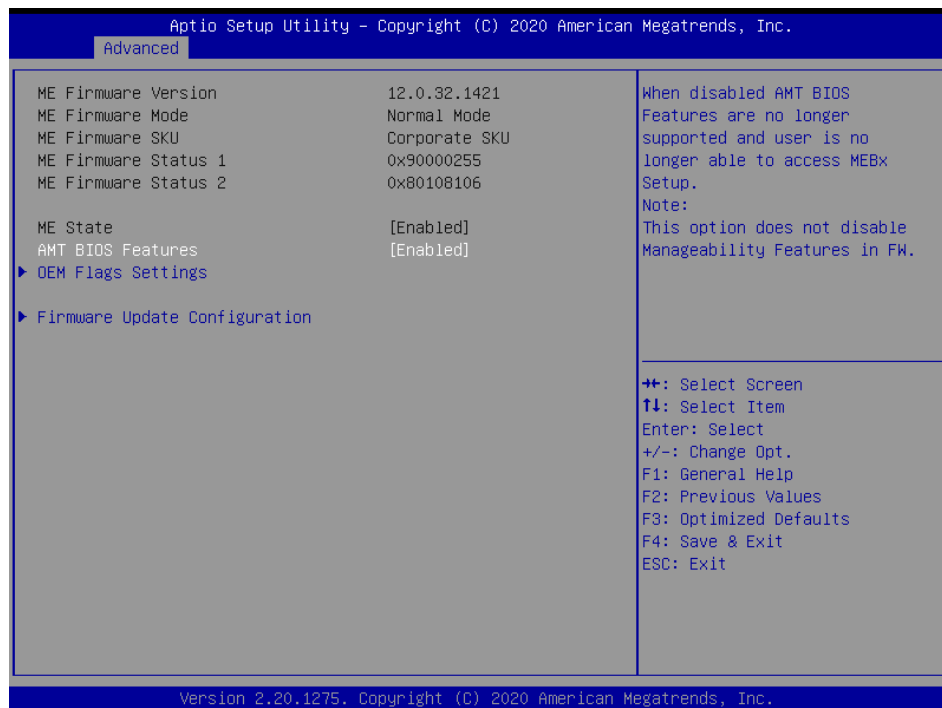 Aptio Setup Utility – Copyright (C) 2020 American Megatrends, Inc.
Advanced
ME Firmware Version 12.0.32.1421
ME Firmware Mode Normal Mode
ME Firmware SKU Corporate SKU
ME Firmware Status 1 0x90000255
ME Firmware Status 2 0x80108106
ME State [Enabled]
AMT BIOS Features [Enabled]
OEM Flags Settings
Firmware Update Configuration
When disabled AMT BIOS
Features are no longer
supported and user is no
longer able to access MEBx
Setup.
Note:
This option does not disable
Manageability Features in FW.
→←: Select Screen
↑↓: Select Item
Enter: Select
+/-: Change Opt.
F1: General Help
F2: Previous Values
F3: Optimized Defaults
F4: Save & Exit
ESC: Exit
Version 2.20.1275. Copyright (C) 2020 American Megatrends, Inc.